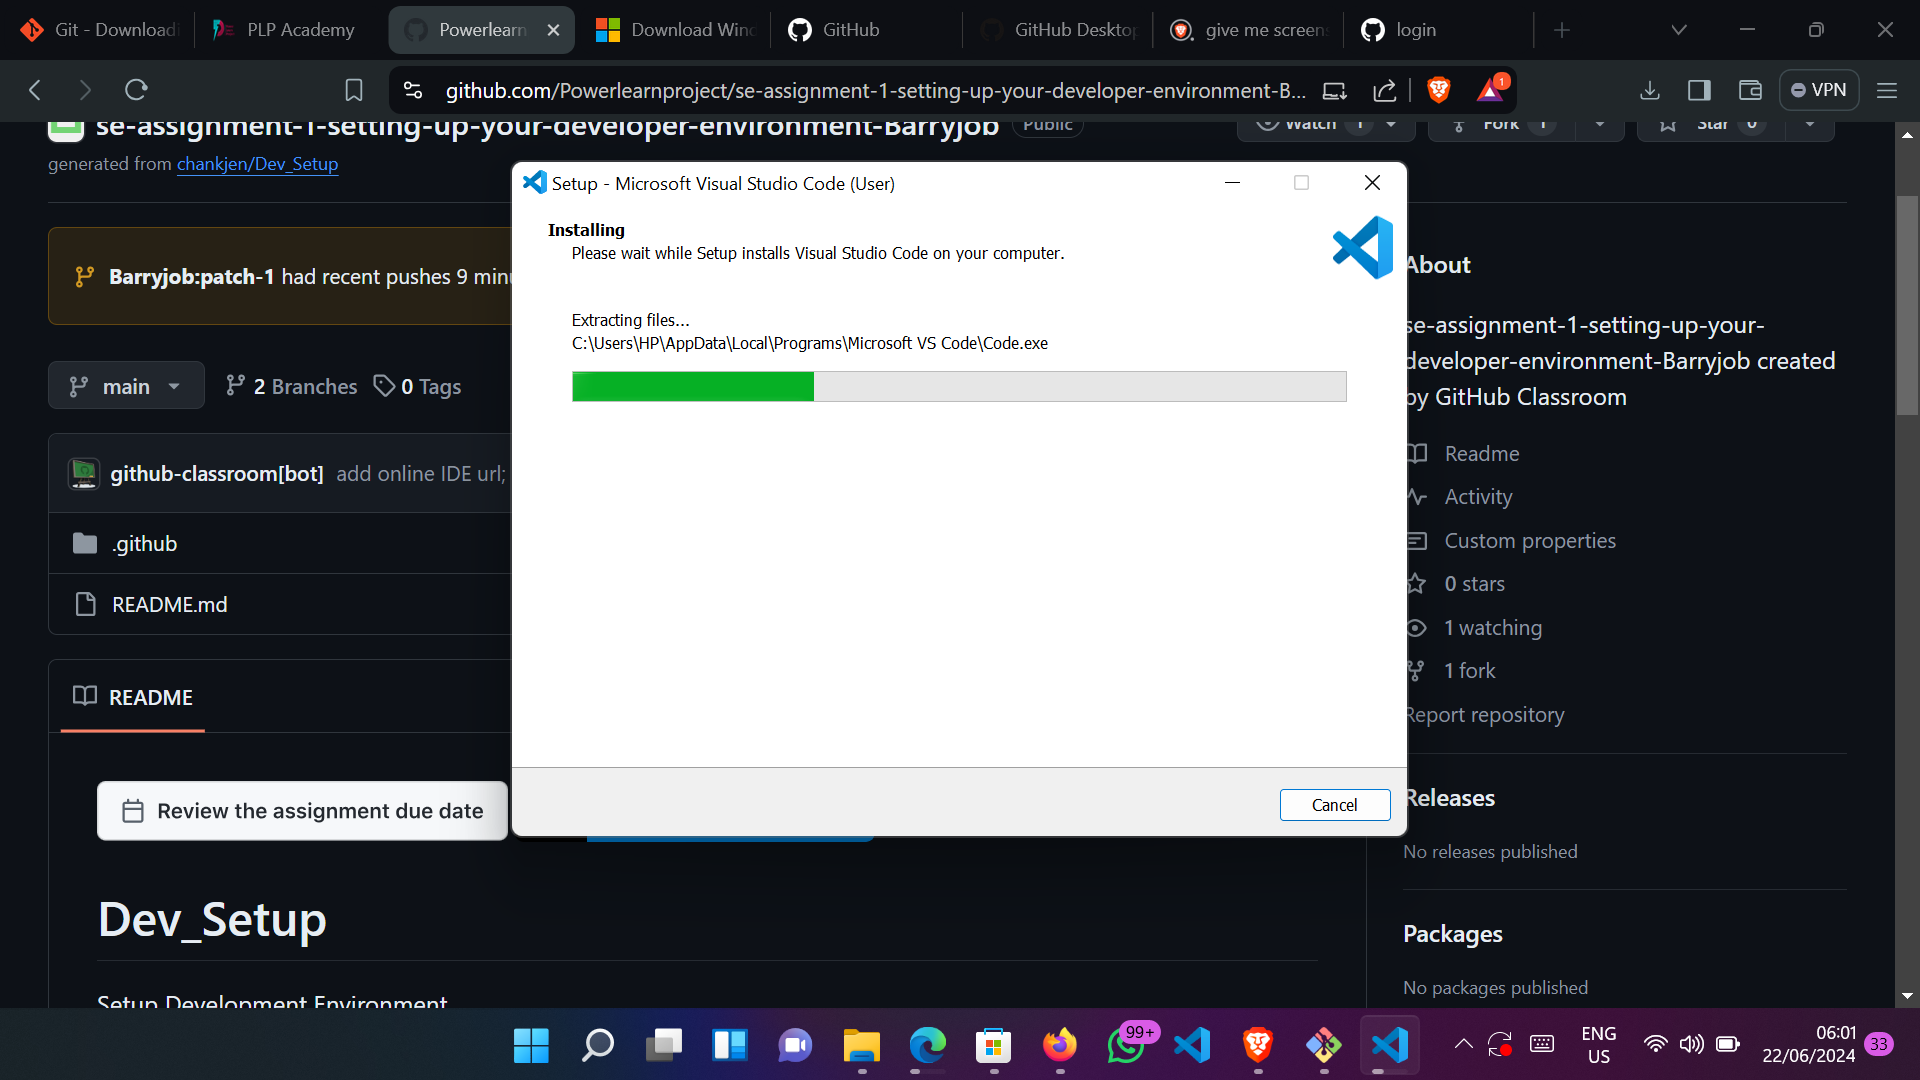 Git - Downloadi
PLP Academy
Powerlearn
Download Wind
GitHub
GitHub Desktop
give me screens
login
github.com/Powerlearnproject/se-assignment-1-setting-up-your-developer-environment-B...
1
VPN
se-assignment-1-setting-up-your-developer-environment-Barryjob
Public
Watch 1
Fork 1
Star 0
generated from chankjen/Dev_Setup
Barryjob:patch-1 had recent pushes 9 minu
main
2 Branches
0 Tags
github-classroom[bot] add online IDE url;
.github
README.md
README
Review the assignment due date
Dev_Setup
Setup Development Environment
Setup - Microsoft Visual Studio Code (User)
Installing
Please wait while Setup installs Visual Studio Code on your computer.
Extracting files...
C:\Users\HP\AppData\Local\Programs\Microsoft VS Code\Code.exe
Cancel
About
se-assignment-1-setting-up-your-
developer-environment-Barryjob created
by GitHub Classroom
Readme
Activity
Custom properties
0 stars
1 watching
1 fork
Report repository
Releases
No releases published
Packages
No packages published
99+
ENG
US
06:01
22/06/2024
33